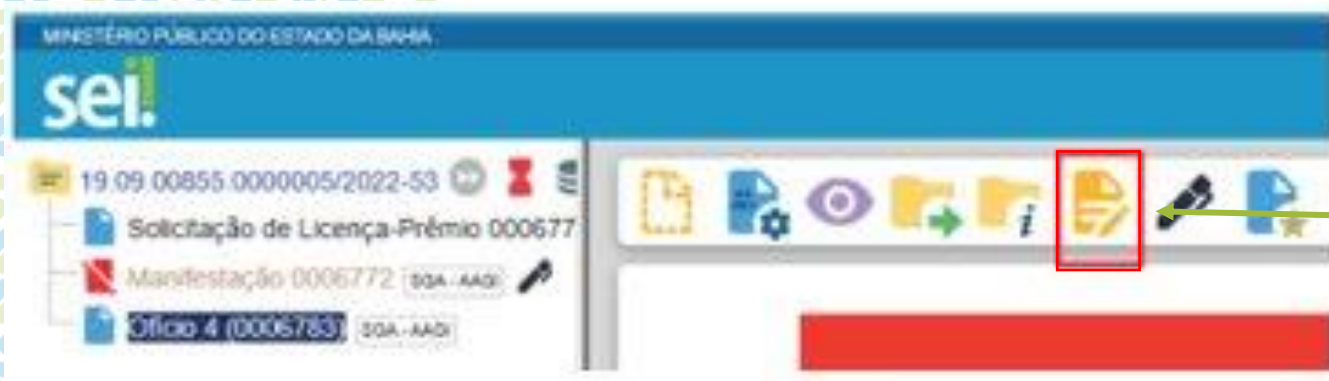 MINISTÉRIO PÚBLICO DO ESTADO DA BAHIA
sei!
19.09.00855.0000005/2022-53
Solicitação de Licença-Prêmio 000677
Manifestação 0006772 SGA - AAGI
Ofício 4 (0006783) SGA - AAGI